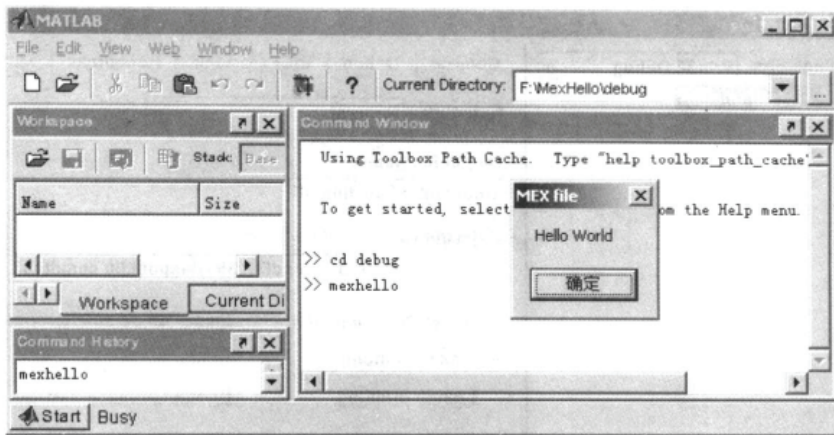 MATLAB
File Edit View Web Window Help
? Current Directory: F:\MexHello\debug ...
Workspace
Stack: Base
Name Size
Workspace Current Di
Command History
mexhello
Command Window
Using Toolbox Path Cache. Type "help toolbox_path_cache"
To get started, select om the Help menu.
>> cd debug
>> mexhello
MEX file
Hello World
确定
Start Busy